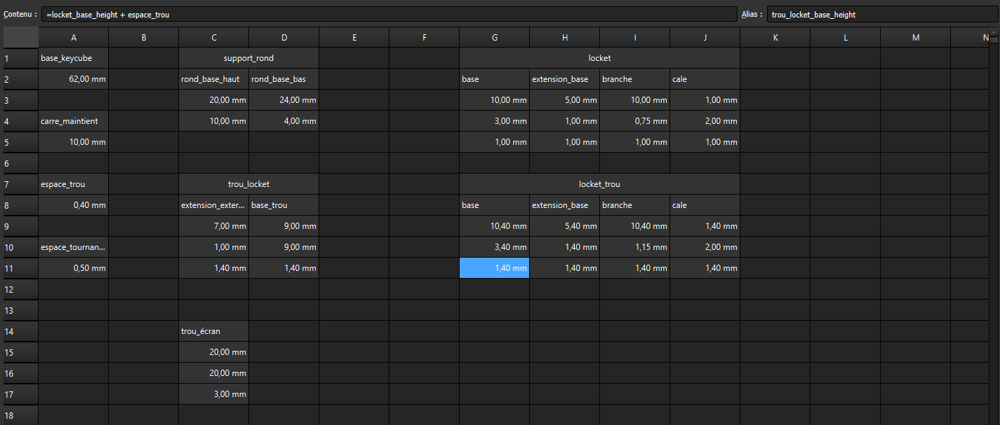 Contenu : =locket_base_height + espace_trou Alias : trou_locket_base_height
A B C D E F G H I J K L M N
1 base_keycube support_rond locket
2 62,00 mm rond_base_haut rond_base_bas base extension_base branche cale
3 20,00 mm 24,00 mm 10,00 mm 5,00 mm 10,00 mm 1,00 mm
4 carre_maintient 10,00 mm 4,00 mm 3,00 mm 1,00 mm 0,75 mm 2,00 mm
5 10,00 mm 1,00 mm 1,00 mm 1,00 mm 1,00 mm
6
7 espace_trou trou_locket locket_trou
8 0,40 mm extension_exter... base_trou base extension_base branche cale
9 7,00 mm 9,00 mm 10,40 mm 5,40 mm 10,40 mm 1,40 mm
10 espace_tournan... 1,00 mm 9,00 mm 3,40 mm 1,40 mm 1,15 mm 2,00 mm
11 0,50 mm 1,40 mm 1,40 mm 1,40 mm 1,40 mm 1,40 mm 1,40 mm
12
13
14 trou_écran
15 20,00 mm
16 20,00 mm
17 3,00 mm
18